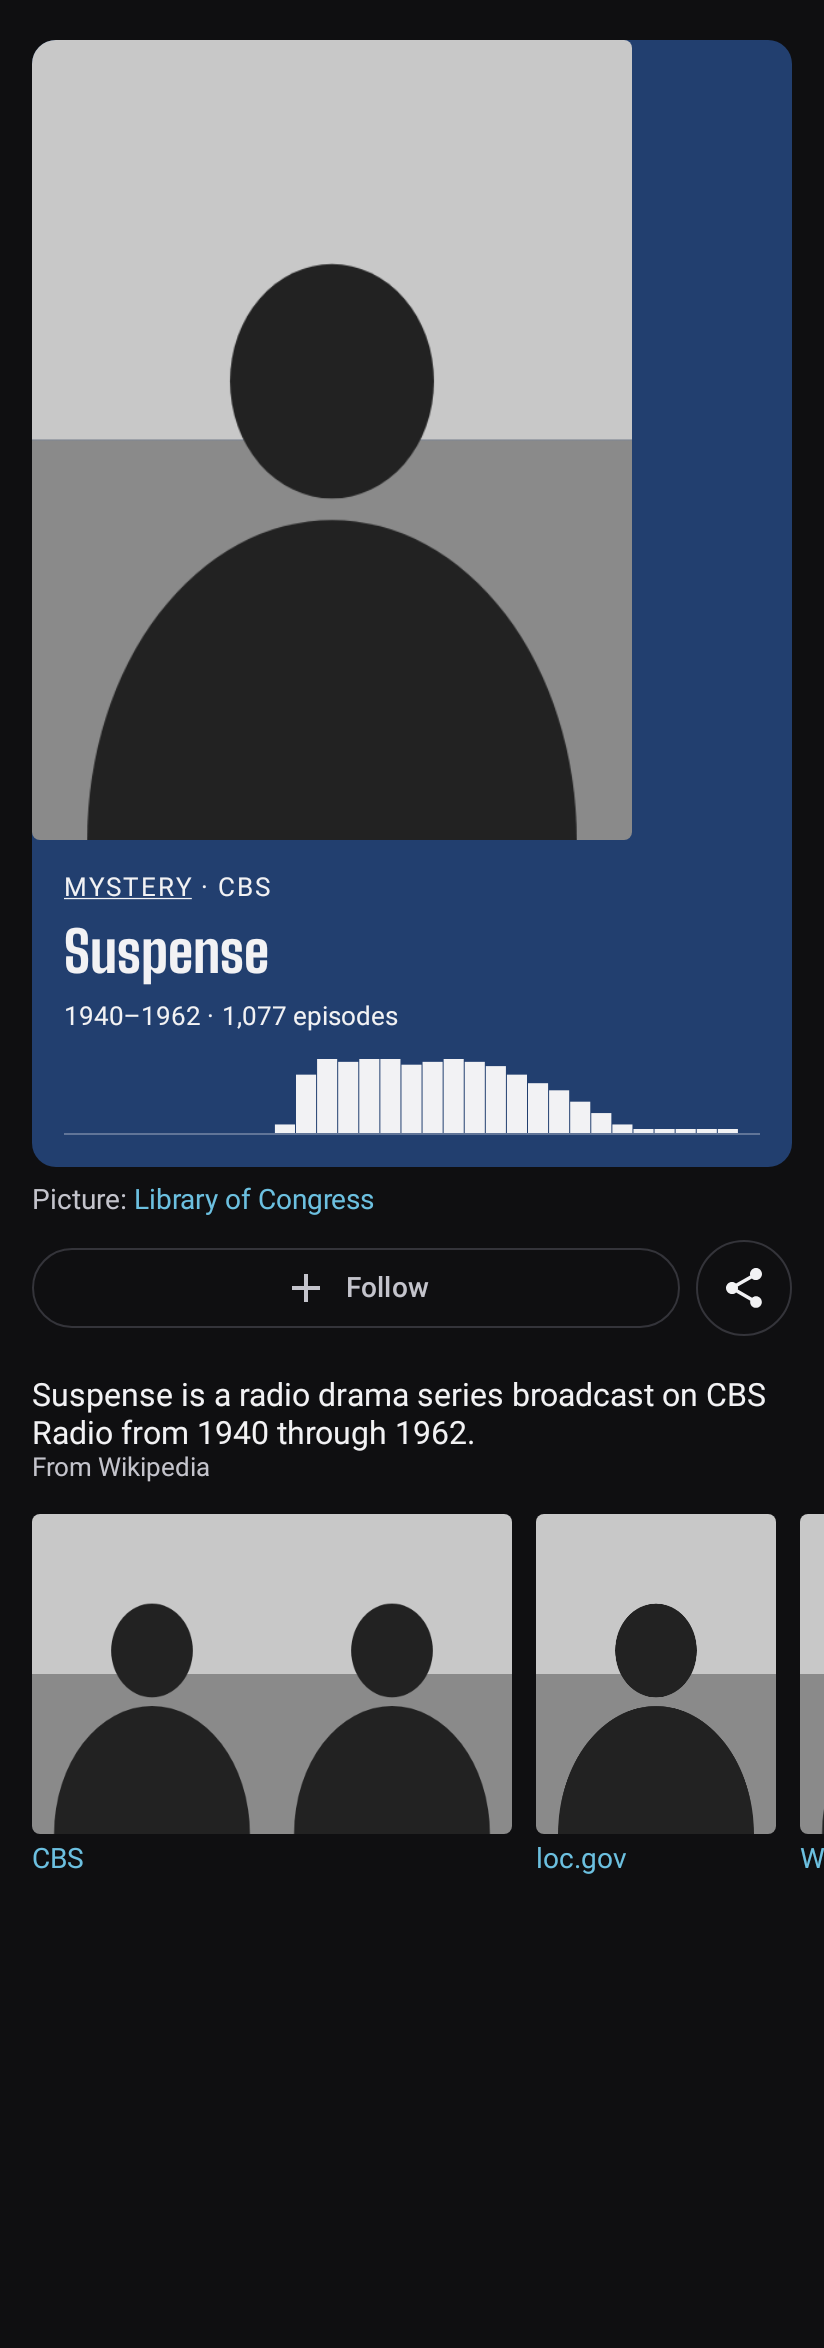 MYSTERY · CBS
Suspense
1940–1962 · 1,077 episodes
Picture: Library of Congress
Follow
Suspense is a radio drama series broadcast on CBS
Radio from 1940 through 1962.
From Wikipedia
CBS
loc.gov